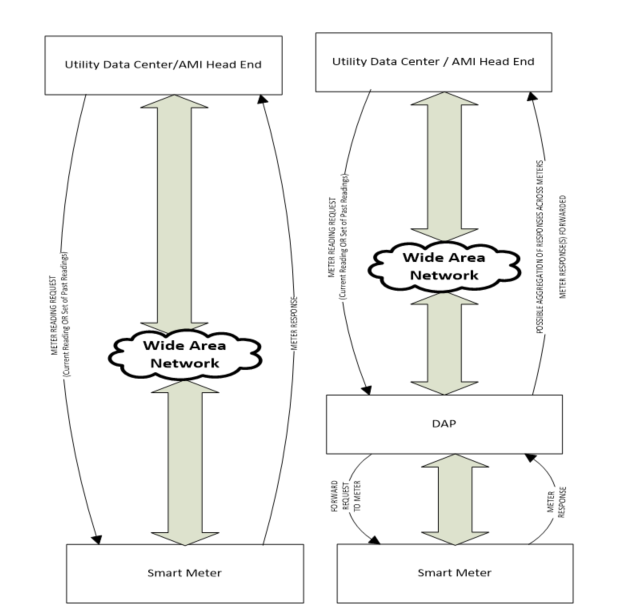 Utility Data Center/AMI Head End
METER READING REQUEST
(Current Reading OR Set of Past Readings)
Wide Area
Network
METER RESPONSE
Smart Meter
Utility Data Center / AMI Head End
METER READING REQUEST
(Current Reading OR Set of Past Readings)
Wide Area
Network
POSSIBLE AGGREGATION OF RESPONSES ACROSS METERS
METER RESPONSE(S) FORWARDED
DAP
FORWARD
REQUEST
TO METER
METER
RESPONSE
Smart Meter